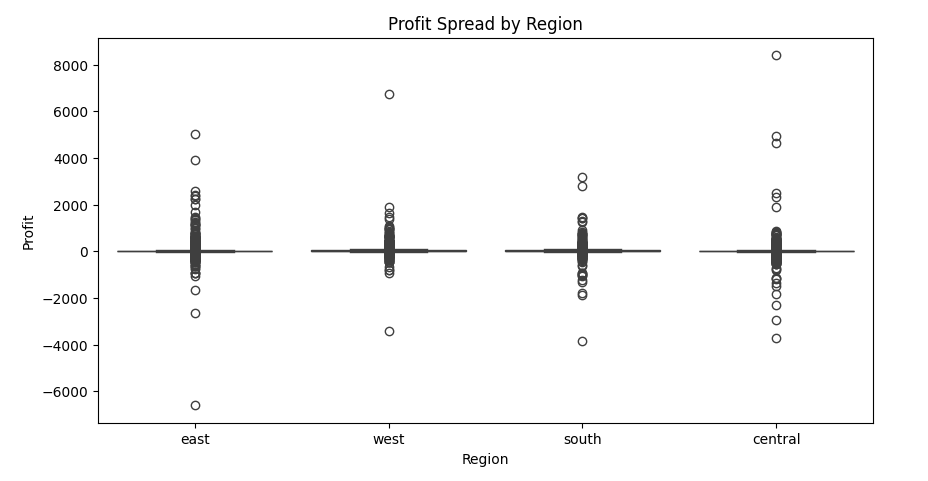 Profit Spread by Region
8000
6000
4000
2000
0
−2000
−4000
−6000
Profit
east west south central
Region